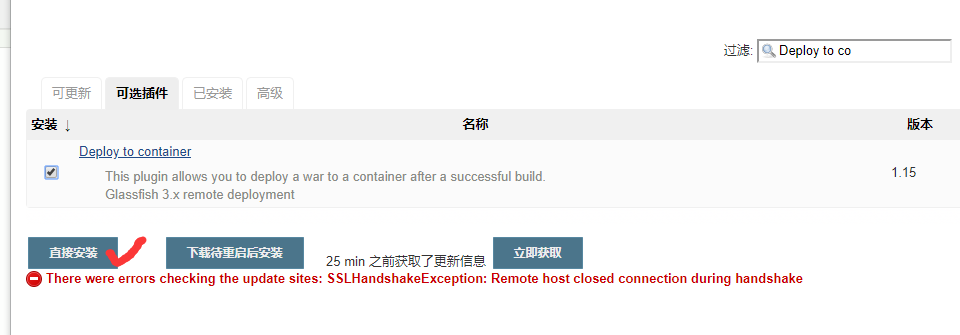 过滤: Deploy to co
可更新 可选插件 已安装 高级
安装 ↓ 名称 版本
Deploy to container 1.15
This plugin allows you to deploy a war to a container after a successful build.
Glassfish 3.x remote deployment
直接安装 下载待重启后安装 25 min 之前获取了更新信息 立即获取
There were errors checking the update sites: SSLHandshakeException: Remote host closed connection during handshake